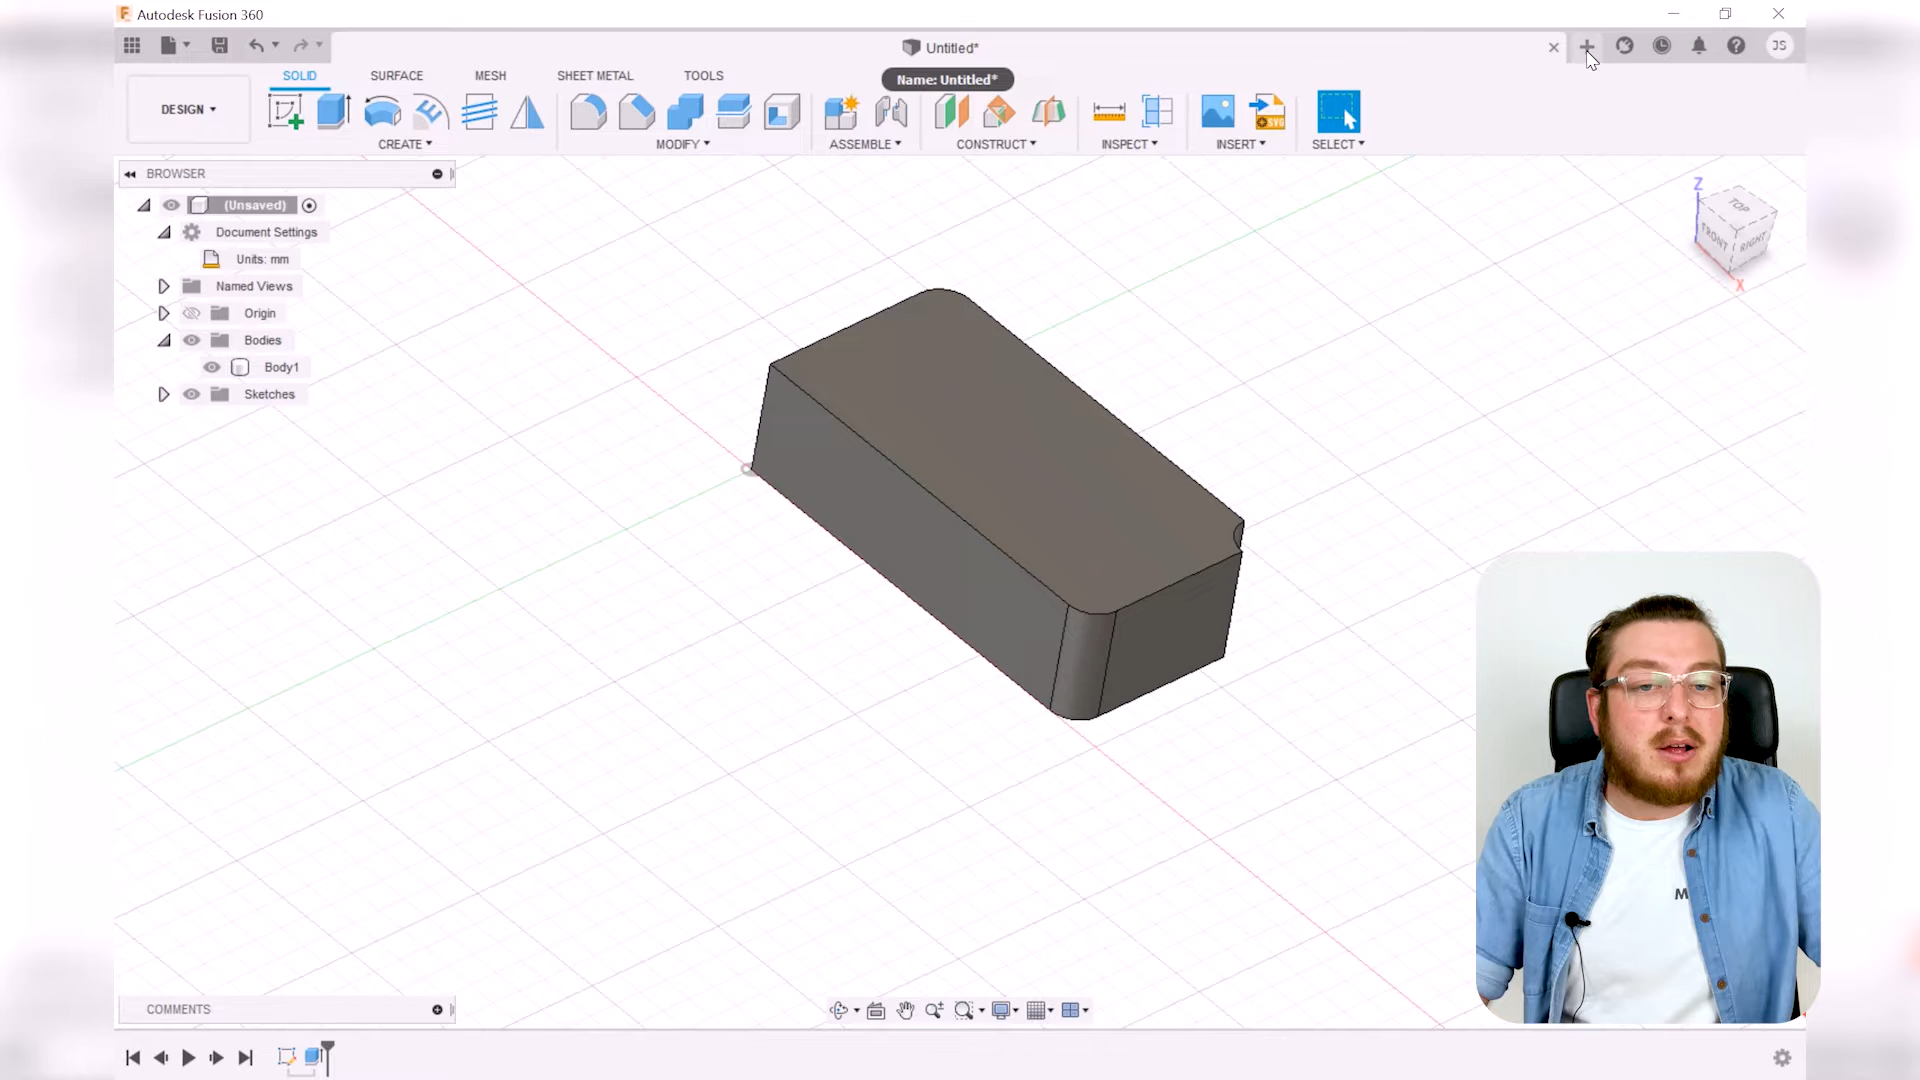 Autodesk Fusion 360
Untitled*
JS
SOLID SURFACE MESH SHEET METAL TOOLS
Name: Untitled*
DESIGN
CREATE MODIFY ASSEMBLE CONSTRUCT INSPECT INSERT SELECT
SVG
BROWSER
(Unsaved)
Document Settings
Units: mm
Named Views
Origin
Bodies
Body1
Sketches
Z
TOP
FRONT RIGHT
X
M
COMMENTS